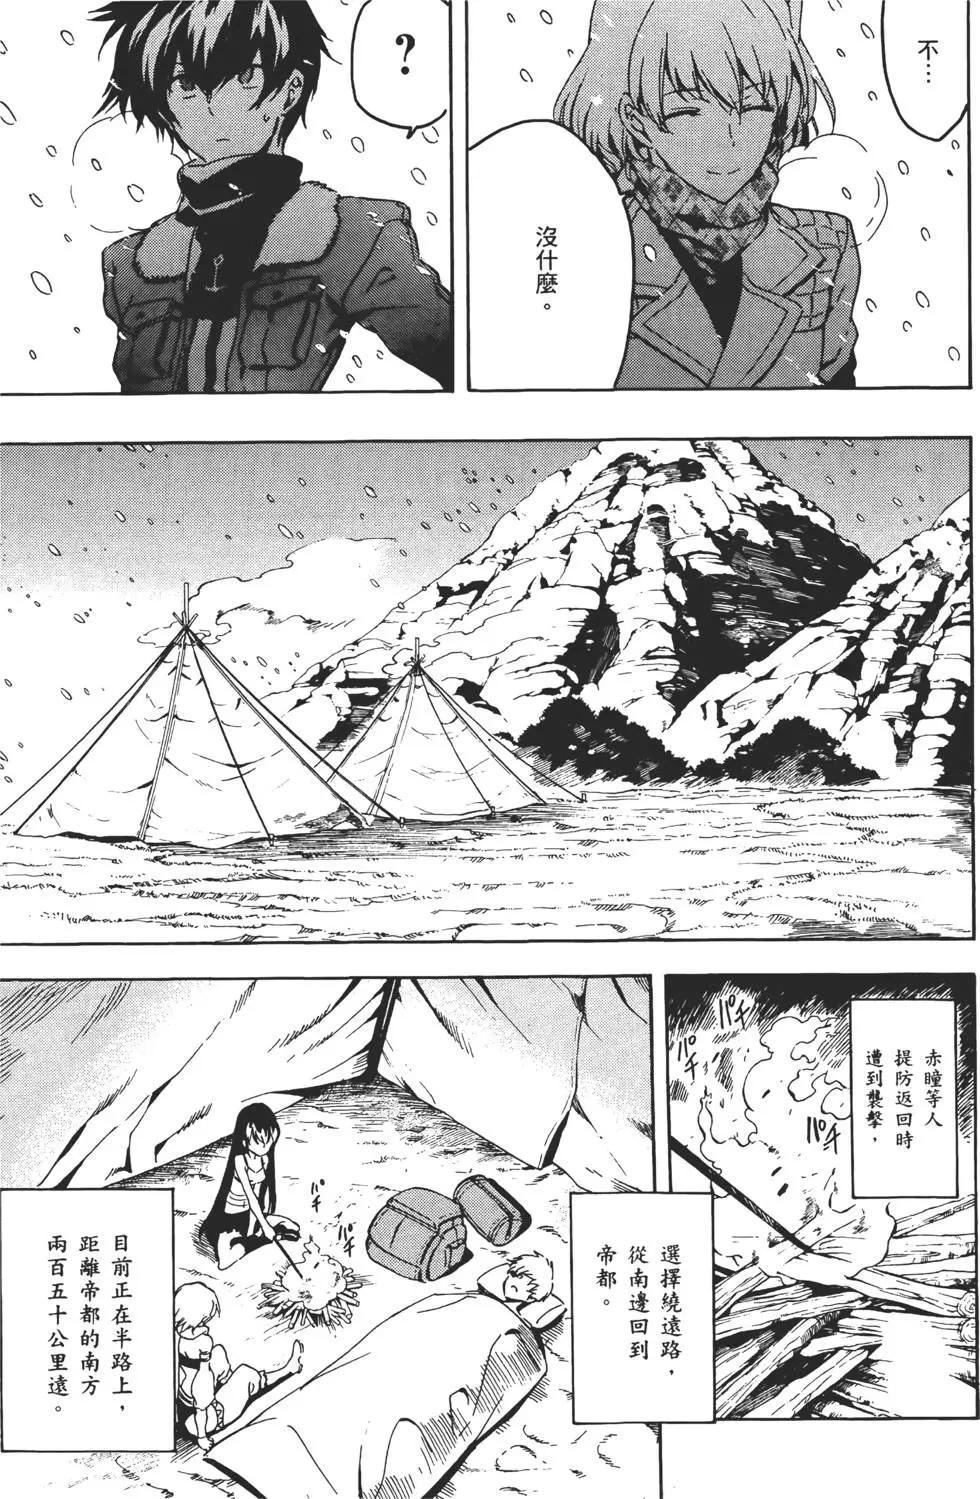 不…
沒什麼。
？
パチ
パチ
パチ
赤瞳等人
提防返回時
遭到襲擊，
選擇繞遠路，
從南邊回到
帝都。
パチ
パチ
目前正在半路上，
距離帝都的南方
兩百五十公里遠。